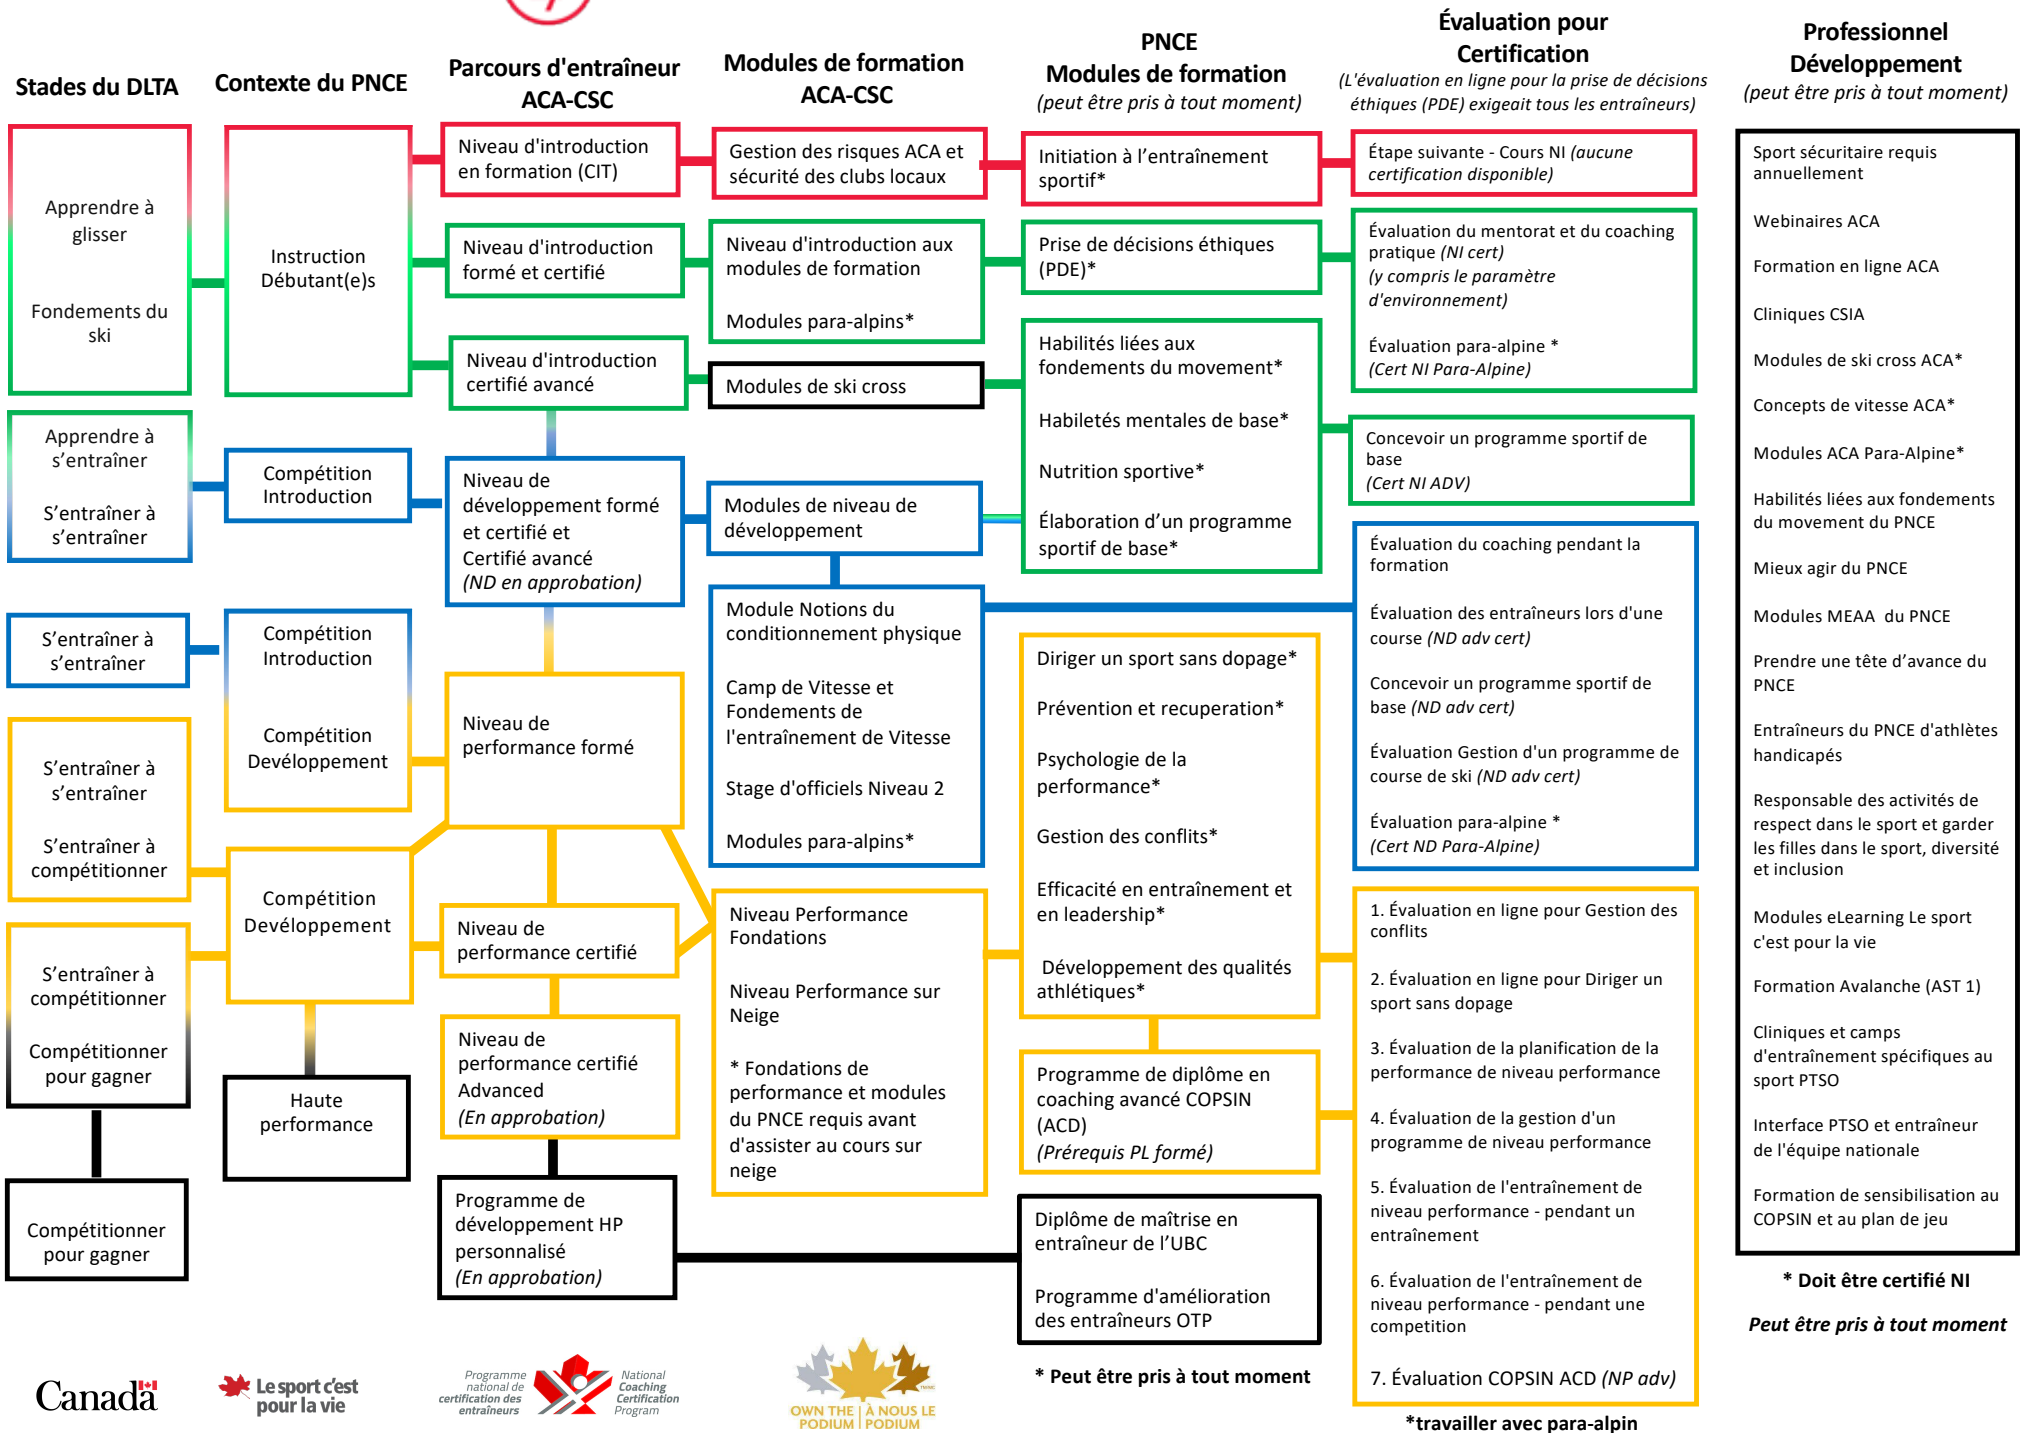 Stades du DLTA
Apprendre à
glisser
Fondements du
ski
Apprendre à
s’entraîner
S’entraîner à
s’entraîner
S’entraîner à
s’entraîner
S’entraîner à
s’entraîner
S’entraîner à
compétitionner
S’entraîner à
compétitionner
Compétitionner
pour gagner
Compétitionner
pour gagner
Contexte du PNCE
Instruction
Débutant(e)s
Compétition
Introduction
Compétition
Introduction
Compétition
Devéloppement
Compétition
Devéloppement
Haute
performance
Parcours d'entraîneur
ACA-CSC
Niveau d'introduction
en formation (CIT)
Niveau d'introduction
formé et certifié
Niveau d'introduction
certifié avancé
Niveau de
développement formé
et certifié et
Certifié avancé
(ND en approbation)
Niveau de
performance formé
Niveau de
performance certifié
Niveau de
performance certifié
Advanced
(En approbation)
Programme de
développement HP
personnalisé
(En approbation)
Modules de formation
ACA-CSC
Gestion des risques ACA et
sécurité des clubs locaux
Niveau d'introduction aux
modules de formation
Modules para-alpins*
Modules de ski cross
Modules de niveau de
développement
Module Notions du
conditionnement physique
Camp de Vitesse et
Fondements de
l'entraînement de Vitesse
Stage d'officiels Niveau 2
Modules para-alpins*
Niveau Performance
Fondations
Niveau Performance sur
Neige
* Fondations de
performance et modules
du PNCE requis avant
d'assister au cours sur
neige
PNCE
Modules de formation
(peut être pris à tout moment)
Initiation à l’entraînement
sportif*
Prise de décisions éthiques
(PDE)*
Habilités liées aux
fondements du movement*
Habiletés mentales de base*
Nutrition sportive*
Élaboration d’un programme
sportif de base*
Diriger un sport sans dopage*
Prévention et recuperation*
Psychologie de la
performance*
Gestion des conflits*
Efficacité en entraînement et
en leadership*
Développement des qualités
athlétiques*
Programme de diplôme en
coaching avancé COPSIN
(ACD)
(Prérequis PL formé)
Diplôme de maîtrise en
entraîneur de l’UBC
Programme d'amélioration
des entraîneurs OTP
* Peut être pris à tout moment
Évaluation pour
Certification
(L'évaluation en ligne pour la prise de décisions
éthiques (PDE) exigeait tous les entraîneurs)
Étape suivante - Cours NI (aucune
certification disponible)
Évaluation du mentorat et du coaching
pratique (NI cert)
(y compris le paramètre
d'environnement)
Évaluation para-alpine *
(Cert NI Para-Alpine)
Concevoir un programme sportif de
base
(Cert NI ADV)
Évaluation du coaching pendant la
formation
Évaluation des entraîneurs lors d'une
course (ND adv cert)
Concevoir un programme sportif de
base (ND adv cert)
Évaluation Gestion d'un programme de
course de ski (ND adv cert)
Évaluation para-alpine *
(Cert ND Para-Alpine)
1. Évaluation en ligne pour Gestion des
conflits
2. Évaluation en ligne pour Diriger un
sport sans dopage
3. Évaluation de la planification de la
performance de niveau performance
4. Évaluation de la gestion d'un
programme de niveau performance
5. Évaluation de l'entraînement de
niveau performance - pendant un
entraînement
6. Évaluation de l'entraînement de
niveau performance - pendant une
competition
7. Évaluation COPSIN ACD (NP adv)
*travailler avec para-alpin
Professionnel
Développement
(peut être pris à tout moment)
Sport sécuritaire requis
annuellement
Webinaires ACA
Formation en ligne ACA
Cliniques CSIA
Modules de ski cross ACA*
Concepts de vitesse ACA*
Modules ACA Para-Alpine*
Habilités liées aux fondements
du movement du PNCE
Mieux agir du PNCE
Modules MEAA du PNCE
Prendre une tête d’avance du
PNCE
Entraîneurs du PNCE d'athlètes
handicapés
Responsable des activités de
respect dans le sport et garder
les filles dans le sport, diversité
et inclusion
Modules eLearning Le sport
c'est pour la vie
Formation Avalanche (AST 1)
Cliniques et camps
d'entraînement spécifiques au
sport PTSO
Interface PTSO et entraîneur
de l'équipe nationale
Formation de sensibilisation au
COPSIN et au plan de jeu
* Doit être certifié NI
Peut être pris à tout moment
Canada
Le sport c’est
pour la vie
Programme
national de
certification des
entraîneurs
National
Coaching
Certification
Program
OWN THE
PODIUM
À NOUS LE
PODIUM